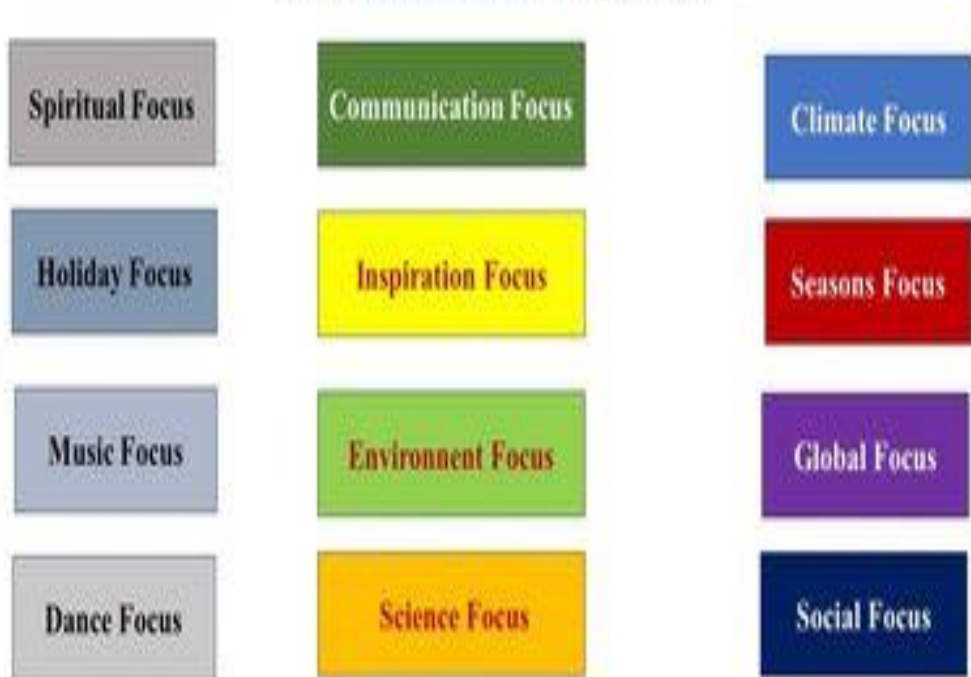 Spiritual Focus
Communication Focus
Climate Focus
Holiday Focus
Inspiration Focus
Seasons Focus
Music Focus
Environnent Focus
Global Focus
Dance Focus
Science Focus
Social Focus